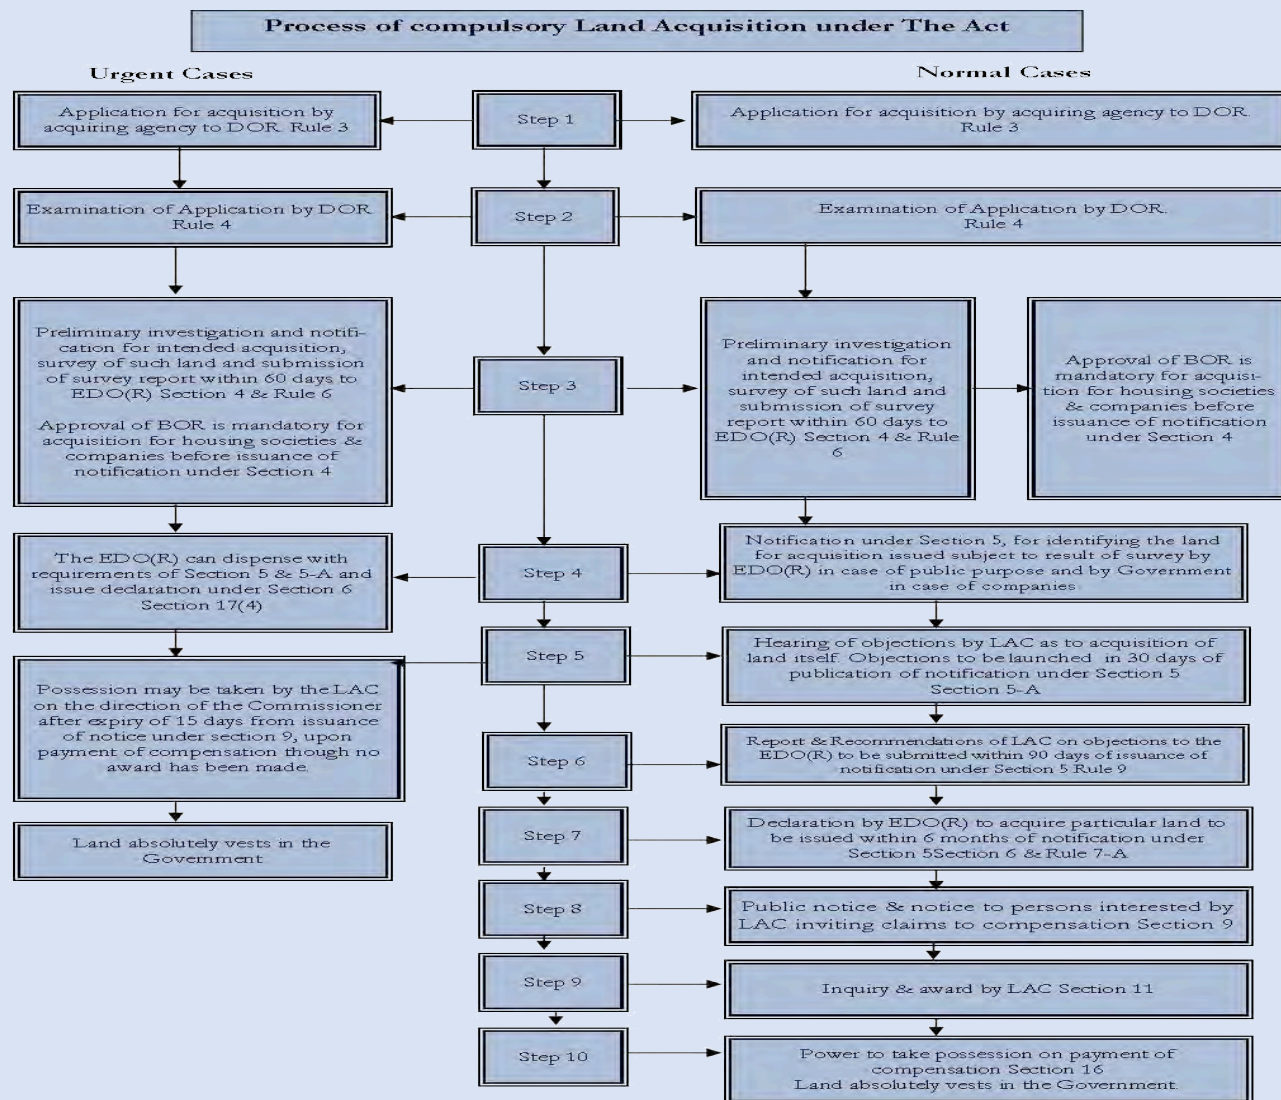 Process of compulsory Land Acquisition under The Act
Urgent Cases
Normal Cases
Application for acquisition by
acquiring agency to DOR. Rule 3
Step 1
Application for acquisition by acquiring agency to DOR.
Rule 3
Examination of Application by DOR
Rule 4
Step 2
Examination of Application by DOR.
Rule 4
Preliminary investigation and notifi-
cation for intended acquisition,
survey of such land and submission
of survey report within 60 days to
EDO(R) Section 4 & Rule 6
Approval of BOR is mandatory for
acquisition for housing societies &
companies before issuance of
notification under Section 4
Step 3
Preliminary investigation
and notification for
intended acquisition,
survey of such land and
submission of survey
report within 60 days to
EDO(R) Section 4 & Rule
6
Approval of BOR is
mandatory for acquisi-
tion for housing societies
& companies before
issuance of notification
under Section 4
The EDO(R) can dispense with
requirements of Section 5 & 5-A and
issue declaration under Section 6
Section 17(4)
Step 4
Notification under Section 5, for identifying the land
for acquisition issued subject to result of survey by
EDO(R) in case of public purpose and by Government
in case of companies
Possession may be taken by the LAC
on the direction of the Commissioner
after expiry of 15 days from issuance
of notice under section 9, upon
payment of compensation though no
award has been made.
Step 5
Hearing of objections by LAC as to acquisition of
land itself. Objections to be launched in 30 days of
publication of notification under Section 5
Section 5-A
Step 6
Report & Recommendations of LAC on objections to the
EDO(R) to be submitted within 90 days of issuance of
notification under Section 5 Rule 9
Land absolutely vests in the
Government
Step 7
Declaration by EDO(R) to acquire particular land to
be issued within 6 months of notification under
Section 5Section 6 & Rule 7-A
Step 8
Public notice & notice to persons interested by
LAC inviting claims to compensation Section 9
Step 9
Inquiry & award by LAC Section 11
Step 10
Power to take possession on payment of
compensation Section 16
Land absolutely vests in the Government.